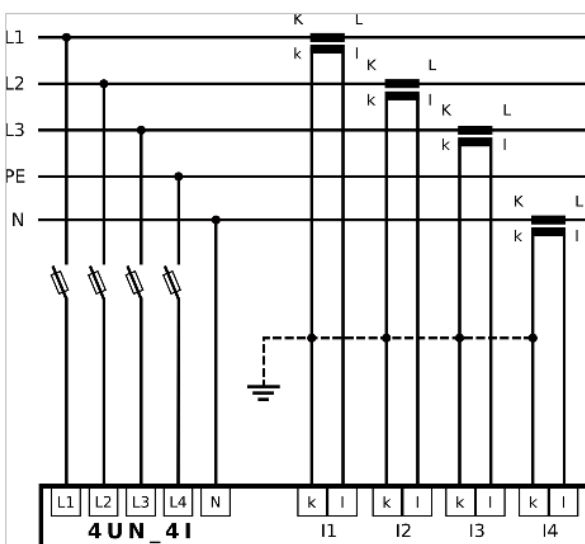 K L
L1
k l
K L
L2
k l
K L
L3
k l
PE
K L
N
k l
L1 L2 L3 L4 N k l k l k l k l
4UN_4I I1 I2 I3 I4